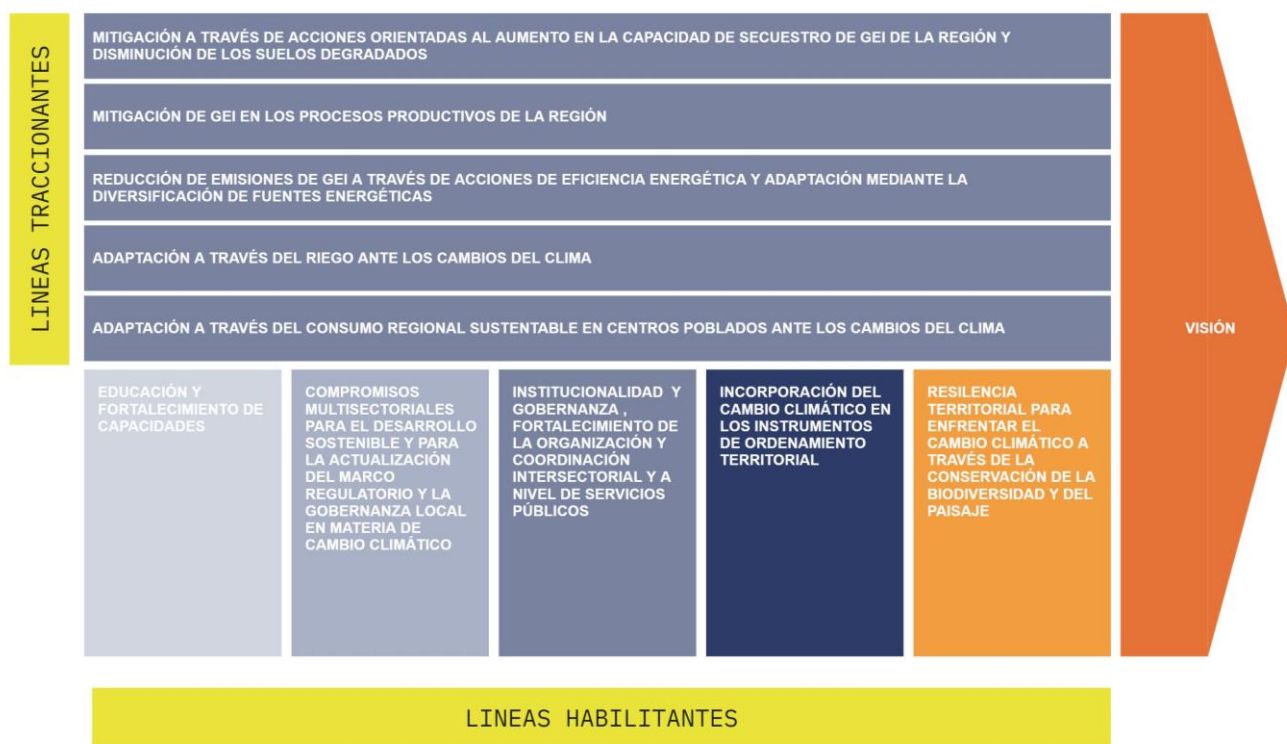 LINEAS TRACCIONANTES
MITIGACIÓN A TRAVÉS DE ACCIONES ORIENTADAS AL AUMENTO EN LA CAPACIDAD DE SECUESTRO DE GEI DE LA REGIÓN Y
DISMINUCIÓN DE LOS SUELOS DEGRADADOS
MITIGACIÓN DE GEI EN LOS PROCESOS PRODUCTIVOS DE LA REGIÓN
REDUCCIÓN DE EMISIONES DE GEI A TRAVÉS DE ACCIONES DE EFICIENCIA ENERGÉTICA Y ADAPTACIÓN MEDIANTE LA
DIVERSIFICACIÓN DE FUENTES ENERGÉTICAS
ADAPTACIÓN A TRAVÉS DEL RIEGO ANTE LOS CAMBIOS DEL CLIMA
ADAPTACIÓN A TRAVÉS DEL CONSUMO REGIONAL SUSTENTABLE EN CENTROS POBLADOS ANTE LOS CAMBIOS DEL CLIMA
VISIÓN
EDUCACIÓN Y
FORTALECIMIENTO DE
CAPACIDADES
COMPROMISOS
MULTISECTORIALES
PARA EL DESARROLLO
SOSTENIBLE Y PARA
LA ACTUALIZACIÓN
DEL MARCO
REGULATORIO Y LA
GOBERNANZA LOCAL
EN MATERIA DE
CAMBIO CLIMÁTICO
INSTITUCIONALIDAD Y
GOBERNANZA ,
FORTALECIMIENTO DE
LA ORGANIZACIÓN Y
COORDINACIÓN
INTERSECTORIAL Y A
NIVEL DE SERVICIOS
PÚBLICOS
INCORPORACIÓN DEL
CAMBIO CLIMÁTICO EN
LOS INSTRUMENTOS
DE ORDENAMIENTO
TERRITORIAL
RESILENCIA
TERRITORIAL PARA
ENFRENTAR EL
CAMBIO CLIMÁTICO A
TRAVÉS DE LA
CONSERVACIÓN DE LA
BIODIVERSIDAD Y DEL
PAISAJE
LINEAS HABILITANTES